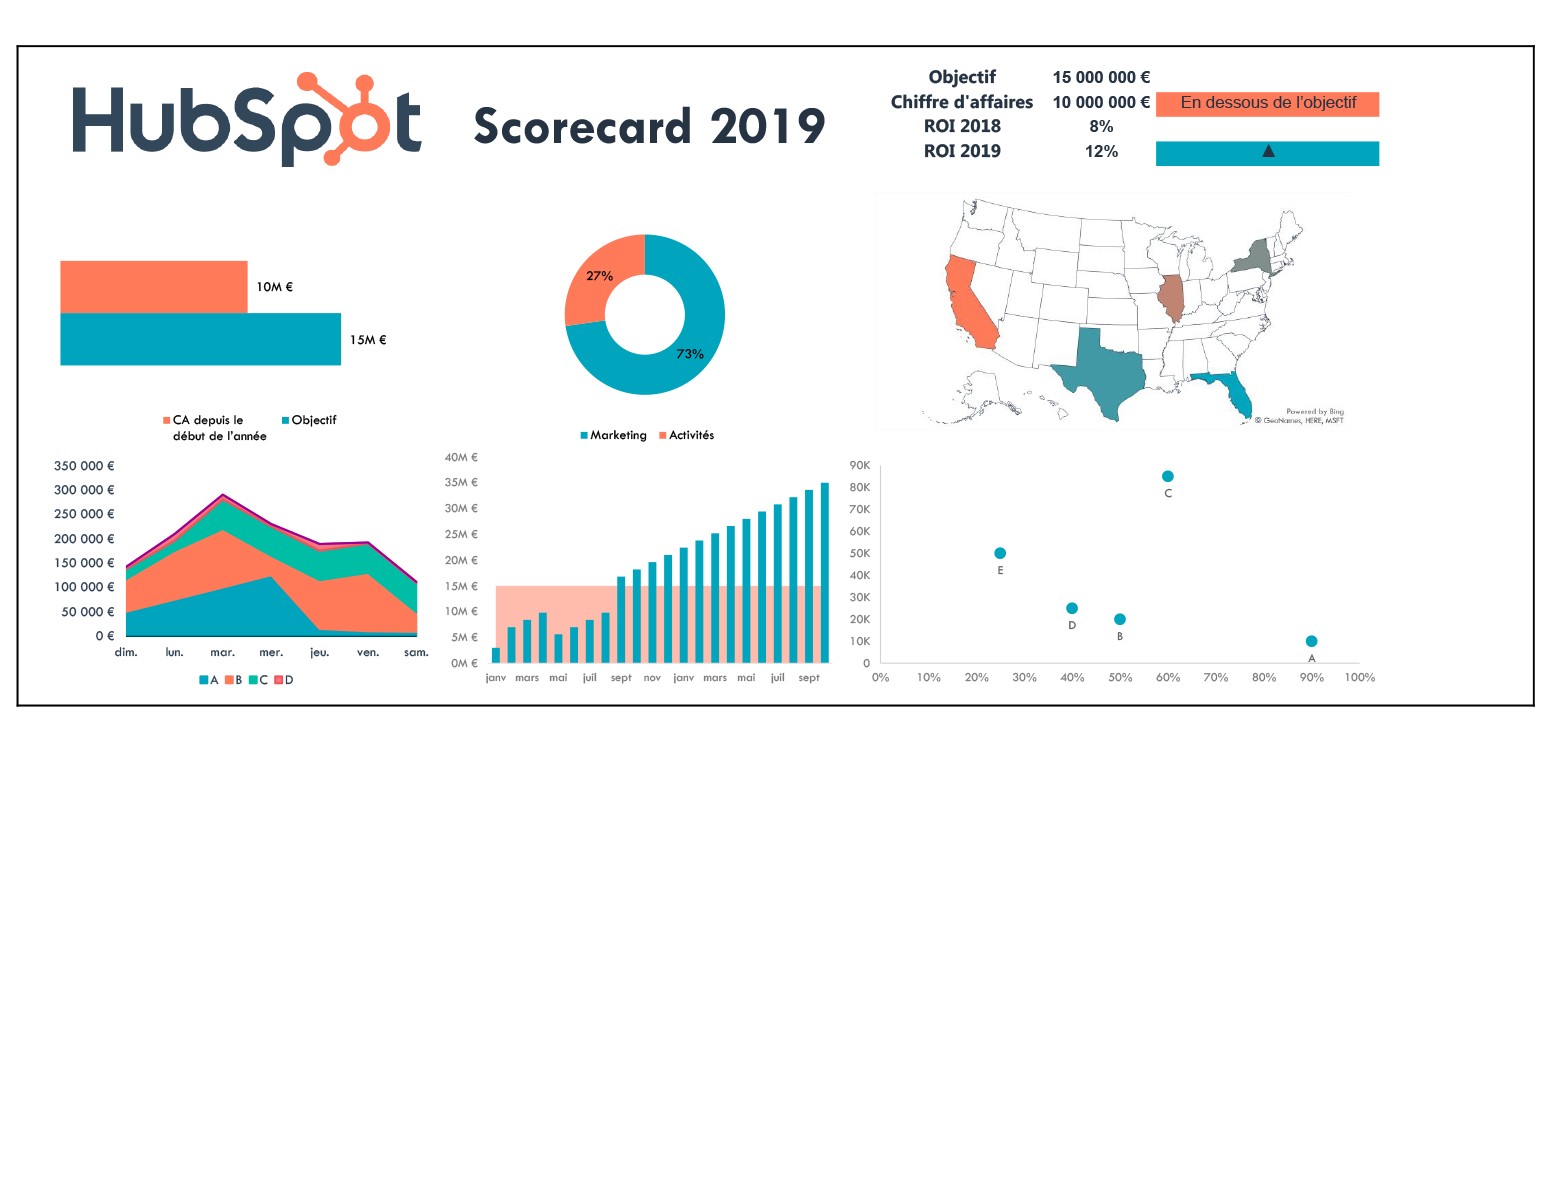 HubSpot
Scorecard 2019
Objectif 15 000 000 €
Chiffre d'affaires 10 000 000 € En dessous de l'objectif
ROI 2018 8%
ROI 2019 12% ▲
10M €
15M €
CA depuis le
début de l'année
Objectif
27%
73%
Marketing Activités
Powered by Bing
© GeoNames, HERE, MSFT
350 000 €
300 000 €
250 000 €
200 000 €
150 000 €
100 000 €
50 000 €
0 €
dim. lun. mar. mer. jeu. ven. sam.
A B C D
40M €
35M €
30M €
25M €
20M €
15M €
10M €
5M €
0M €
janv mars mai juil sept nov janv mars mai juil sept
90K
80K
70K
60K
50K
40K
30K
20K
10K
0
C
E
D
B
A
0% 10% 20% 30% 40% 50% 60% 70% 80% 90% 100%